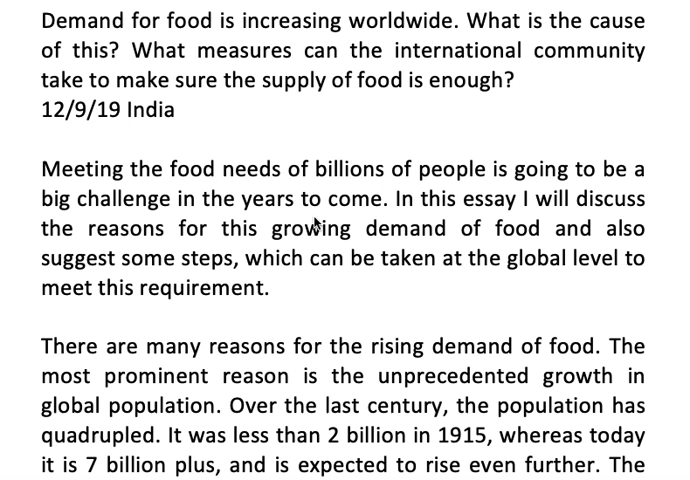 Demand for food is increasing worldwide. What is the cause
of this? What measures can the international community
take to make sure the supply of food is enough?
12/9/19 India
Meeting the food needs of billions of people is going to be a
big challenge in the years to come. In this essay I will discuss
the reasons for this growing demand of food and also
suggest some steps, which can be taken at the global level to
meet this requirement.
There are many reasons for the rising demand of food. The
most prominent reason is the unprecedented growth in
global population. Over the last century, the population has
quadrupled. It was less than 2 billion in 1915, whereas today
it is 7 billion plus, and is expected to rise even further. The